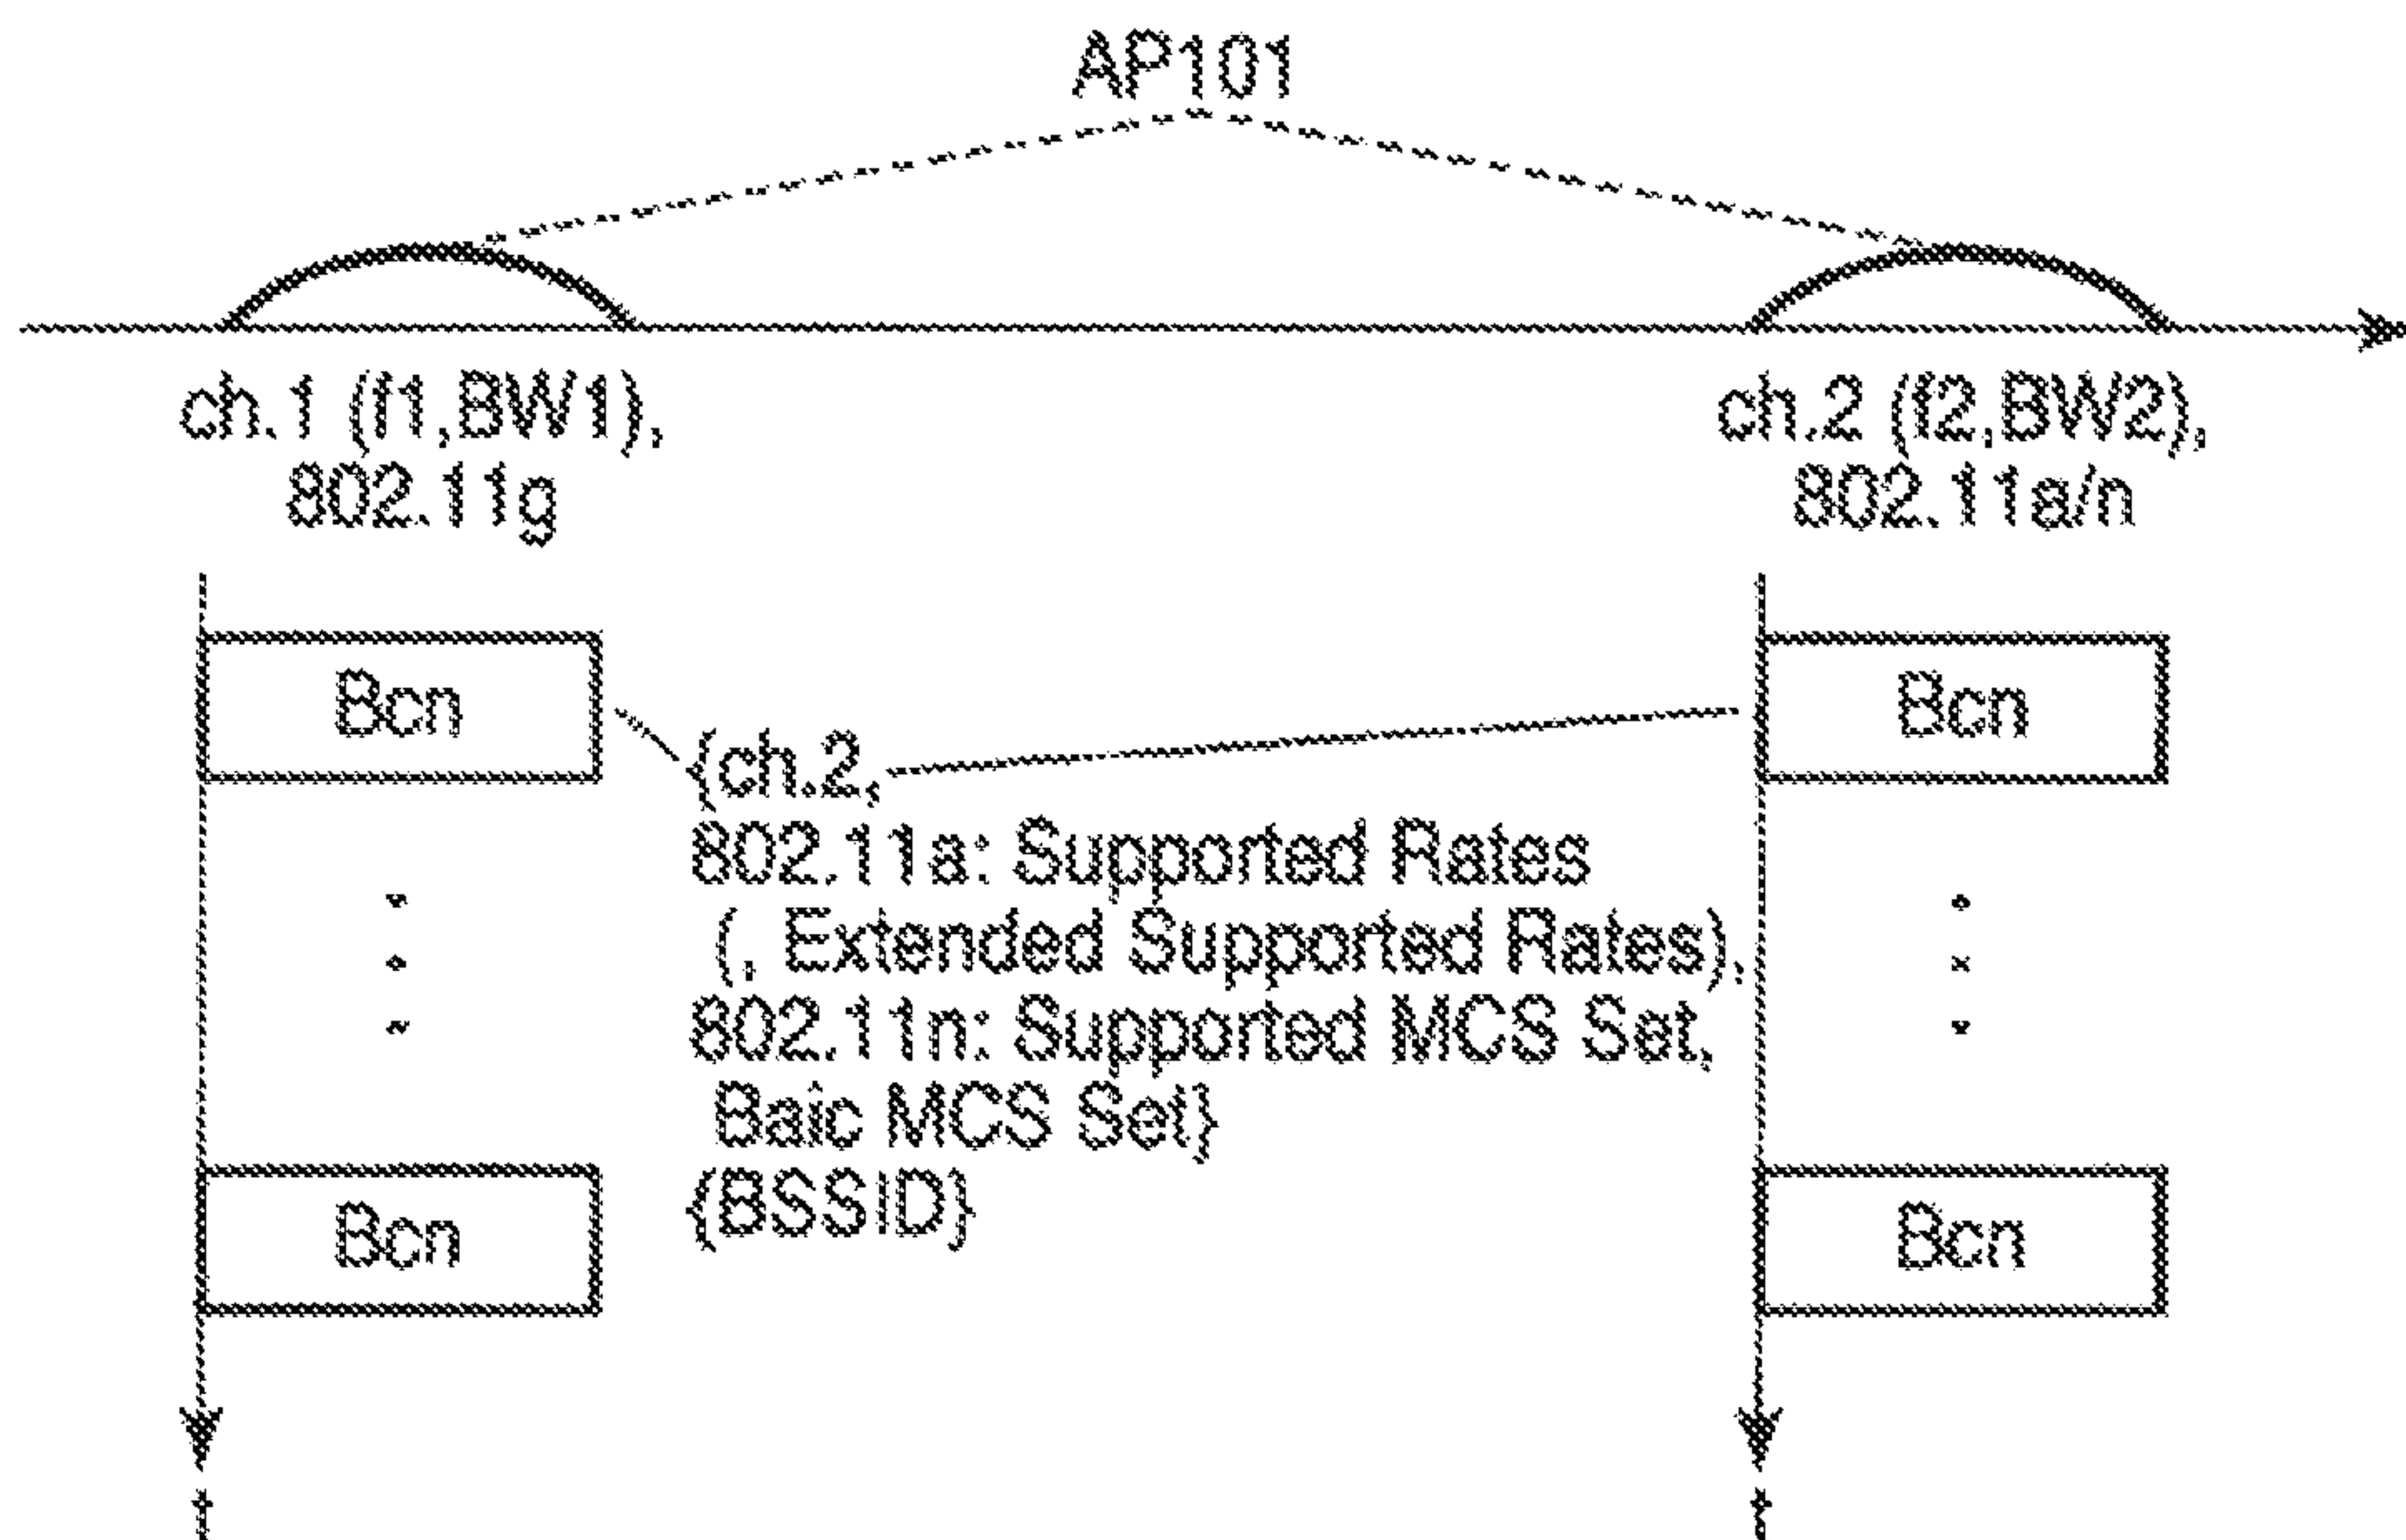 AP101
ch.1 (f1,BW1),
802.11g
ch.2 (f2,BW2),
802.11a/n
Bcn
Bcn
{ch.2,
802.11a: Supported Rates
(, Extended Supported Rates),
802.11n: Supported MCS Set,
Baic MCS Set}
{BSSID}
Bcn
Bcn
t
t